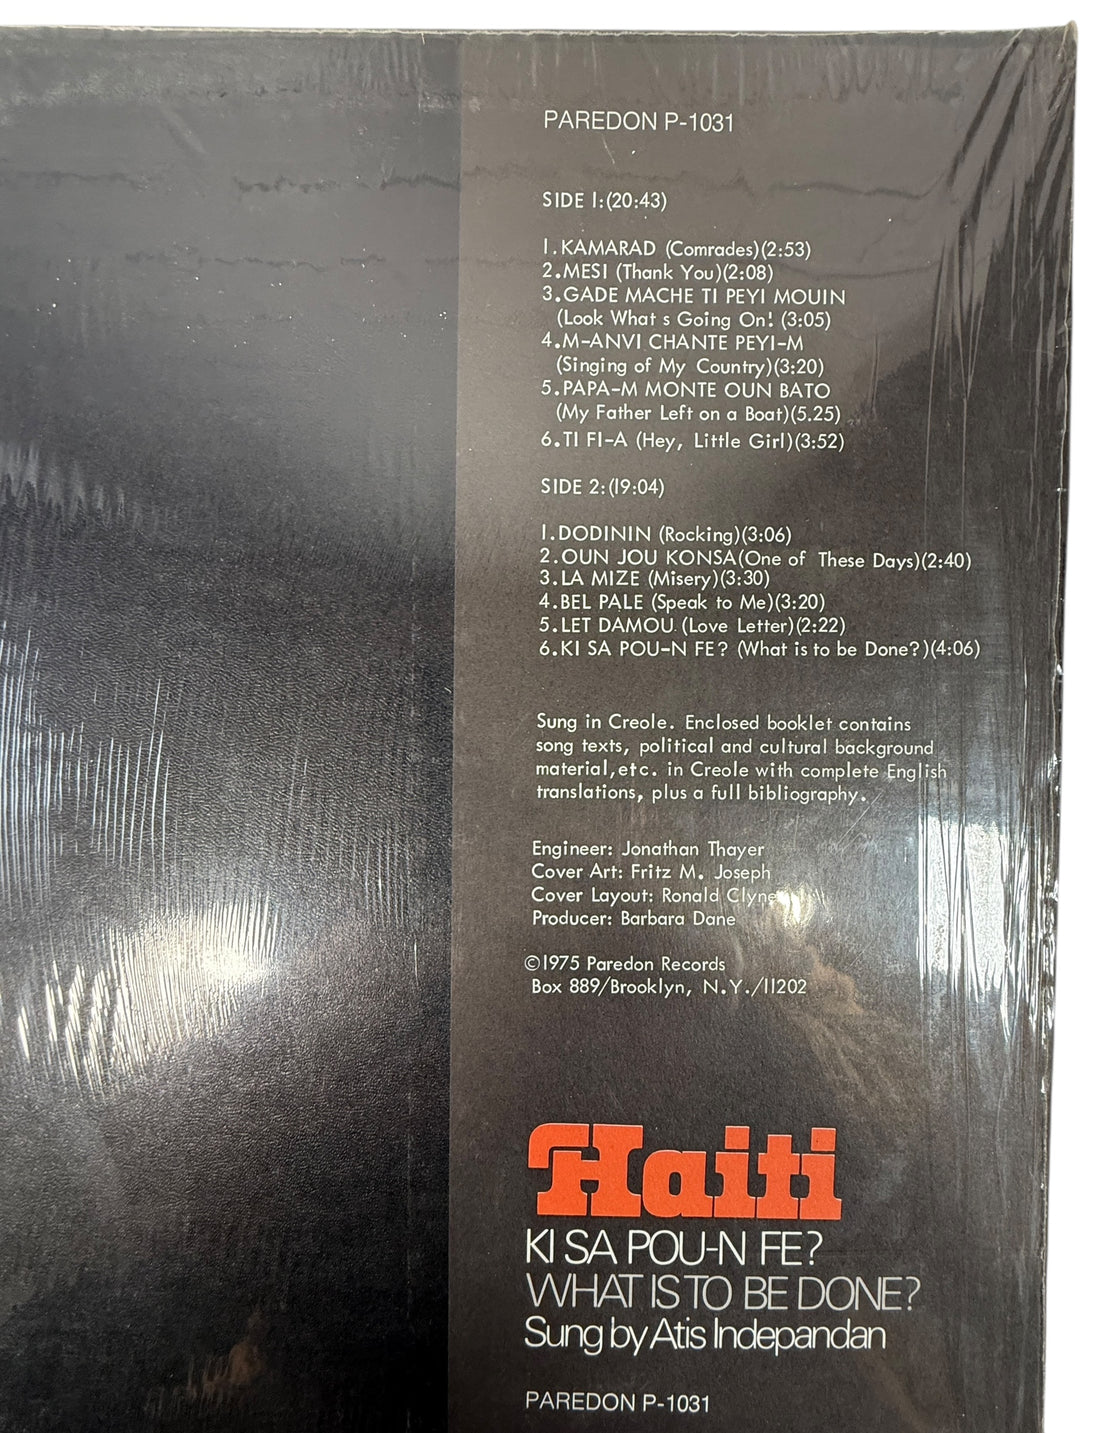 PAREDON P-1031
SIDE 1:(20:43)
1.KAMARAD (Comrades)(2:53)
2.MESI (Thank You)(2:08)
3.GADE MACHE TI PEYI MOUIN
(Look What s Going On! (3:05)
4.M-ANVI CHANTE PEYI-M
(Singing of My Country)(3:20)
5.PAPA-M MONTE OUN BATO
(My Father Left on a Boat)(5.25)
6.TI FI-A (Hey, Little Girl)(3:52)
SIDE 2:(19:04)
1.DODININ (Rocking)(3:06)
2.OUN JOU KONSA(One of These Days)(2:40)
3.LA MIZE (Misery)(3:30)
4.BEL PALE (Speak to Me)(3:20)
5.LET DAMOU (Love Letter)(2:22)
6.KI SA POU-N FE? (What is to be Done?)(4:06)
Sung in Creole. Enclosed booklet contains
song texts, political and cultural background
material,etc. in Creole with complete English
translations, plus a full bibliography.
Engineer: Jonathan Thayer
Cover Art: Fritz M. Joseph
Cover Layout: Ronald Clyne
Producer: Barbara Dane
©1975 Paredon Records
Box 889/Brooklyn, N.Y./11202
Haiti
KI SA POU-N FE?
WHAT IS TO BE DONE?
Sung by Atis Indepandan
PAREDON P-1031